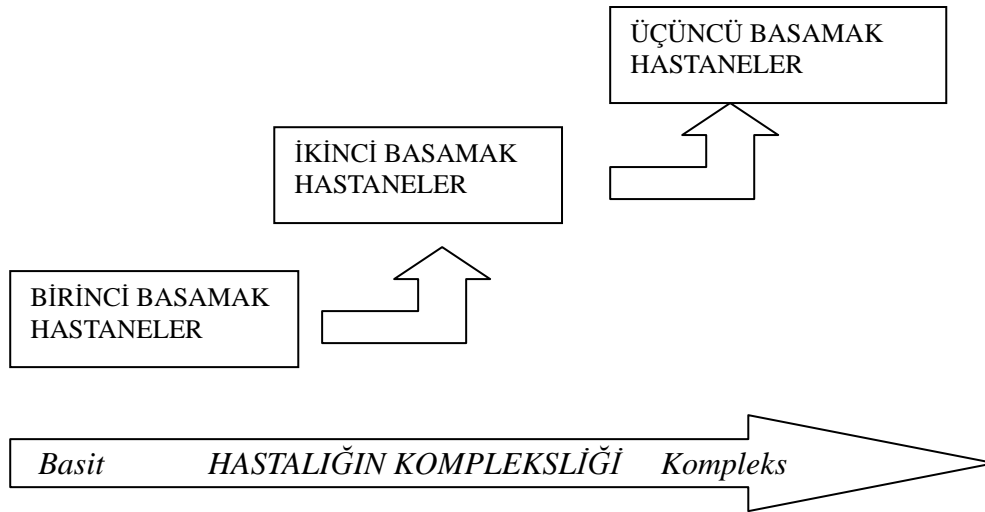 ÜÇÜNCÜ BASAMAK
HASTANELER
İKİNCİ BASAMAK
HASTANELER
BİRİNCİ BASAMAK
HASTANELER
Basit HASTALIĞIN KOMPLEKSLİĞİ Kompleks